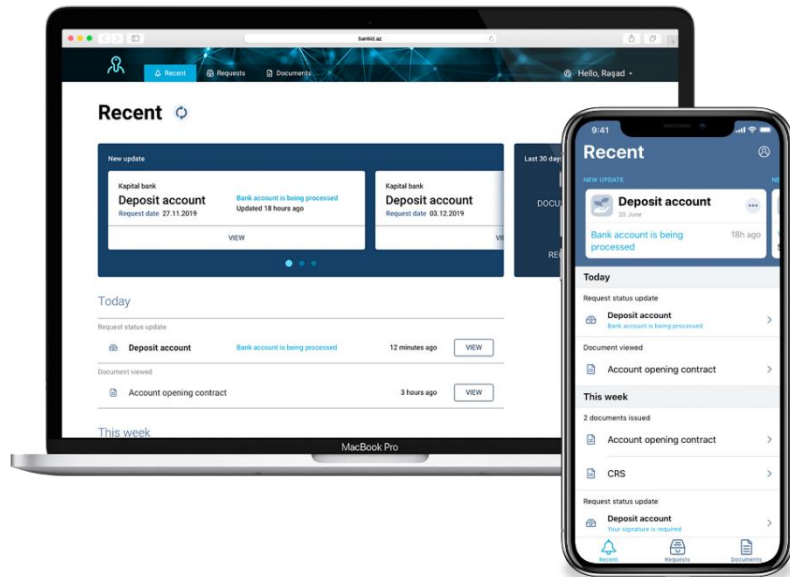 bankid.az
Recent
Requests
Documents
Hello, Rəşad
Recent
New update
Kapital bank
Deposit account
Bank account is being processed
Request date 27.11.2019
Updated 18 hours ago
VIEW
Kapital bank
Deposit account
Request date 03.12.2019
Last 30 days
Today
Request status update
Deposit account
Bank account is being processed
12 minutes ago
VIEW
Document viewed
Account opening contract
3 hours ago
VIEW
This week
MacBook Pro
9:41
Recent
NEW UPDATE
Deposit account
20 June
Bank account is being
processed
18h ago
Today
Request status update
Deposit account
Bank account is being processed
Document viewed
Account opening contract
This week
2 documents issued
Account opening contract
CRS
Request status update
Deposit account
Your signature is required
Recent
Requests
Documents